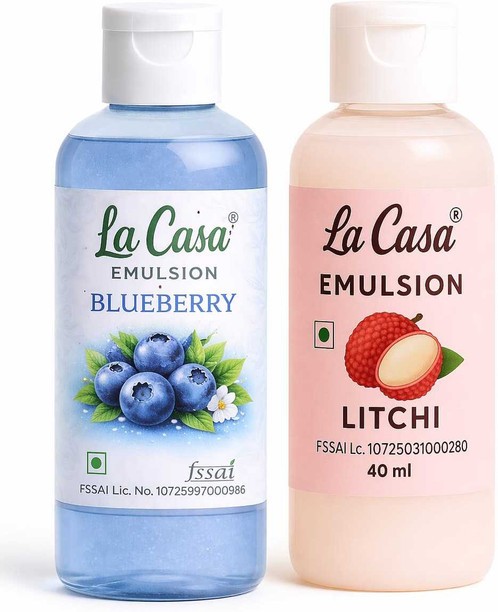 La Casa®
EMULSION
BLUEBERRY
fssai
FSSAI Lic. No. 10725997000986
La Casa®
EMULSION
LITCHI
FSSAI Lc. 10725031000280
40 ml